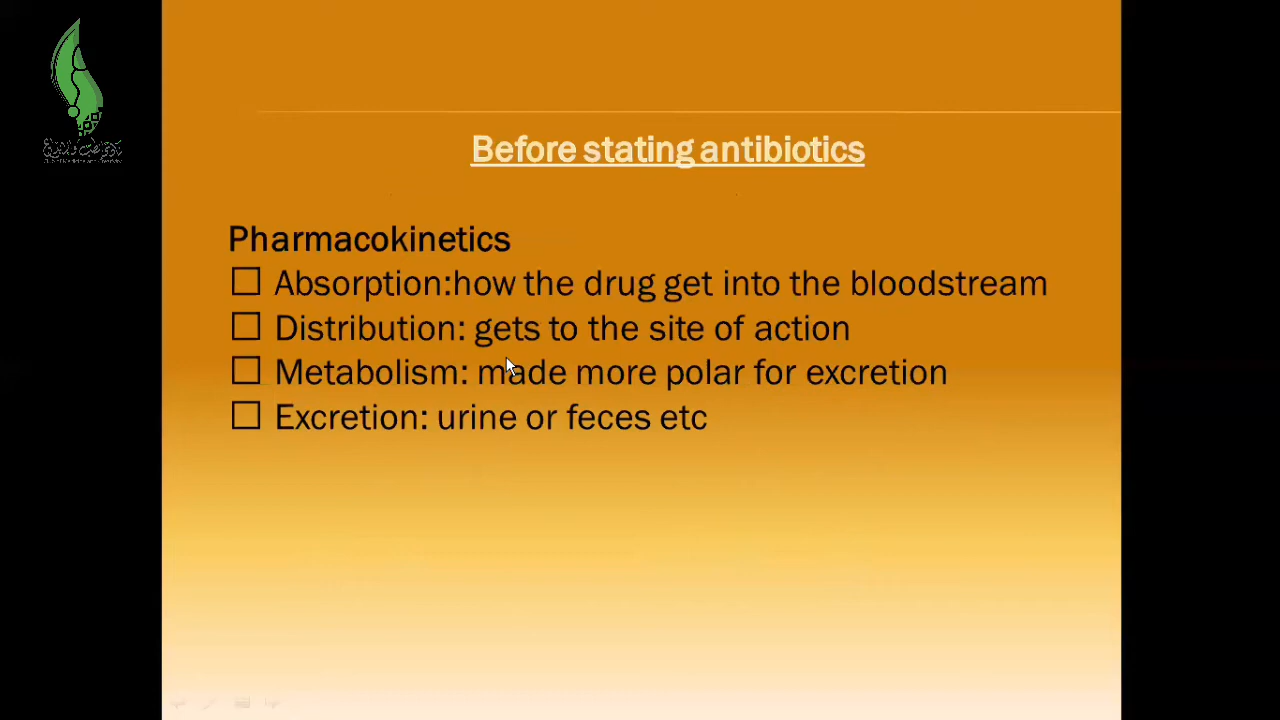 Before stating antibiotics
Pharmacokinetics
Absorption:how the drug get into the bloodstream
Distribution: gets to the site of action
Metabolism: made more polar for excretion
Excretion: urine or feces etc